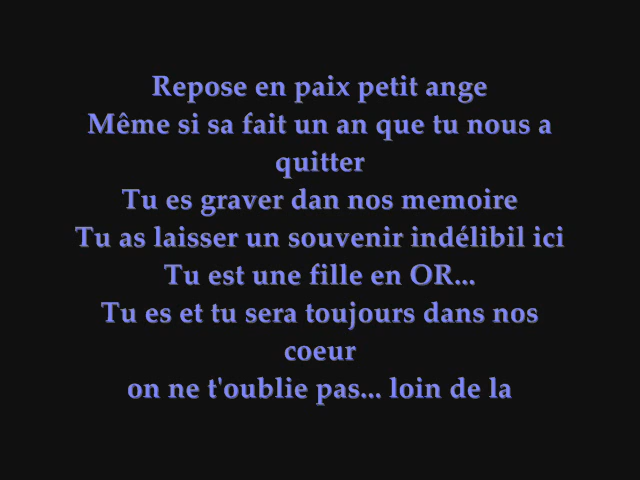 Repose en paix petit ange
Même si sa fait un an que tu nous a
quitter
Tu es graver dan nos memoire
Tu as laisser un souvenir indélibil ici
Tu est une fille en OR...
Tu es et tu sera toujours dans nos
coeur
on ne t'oublie pas... loin de la